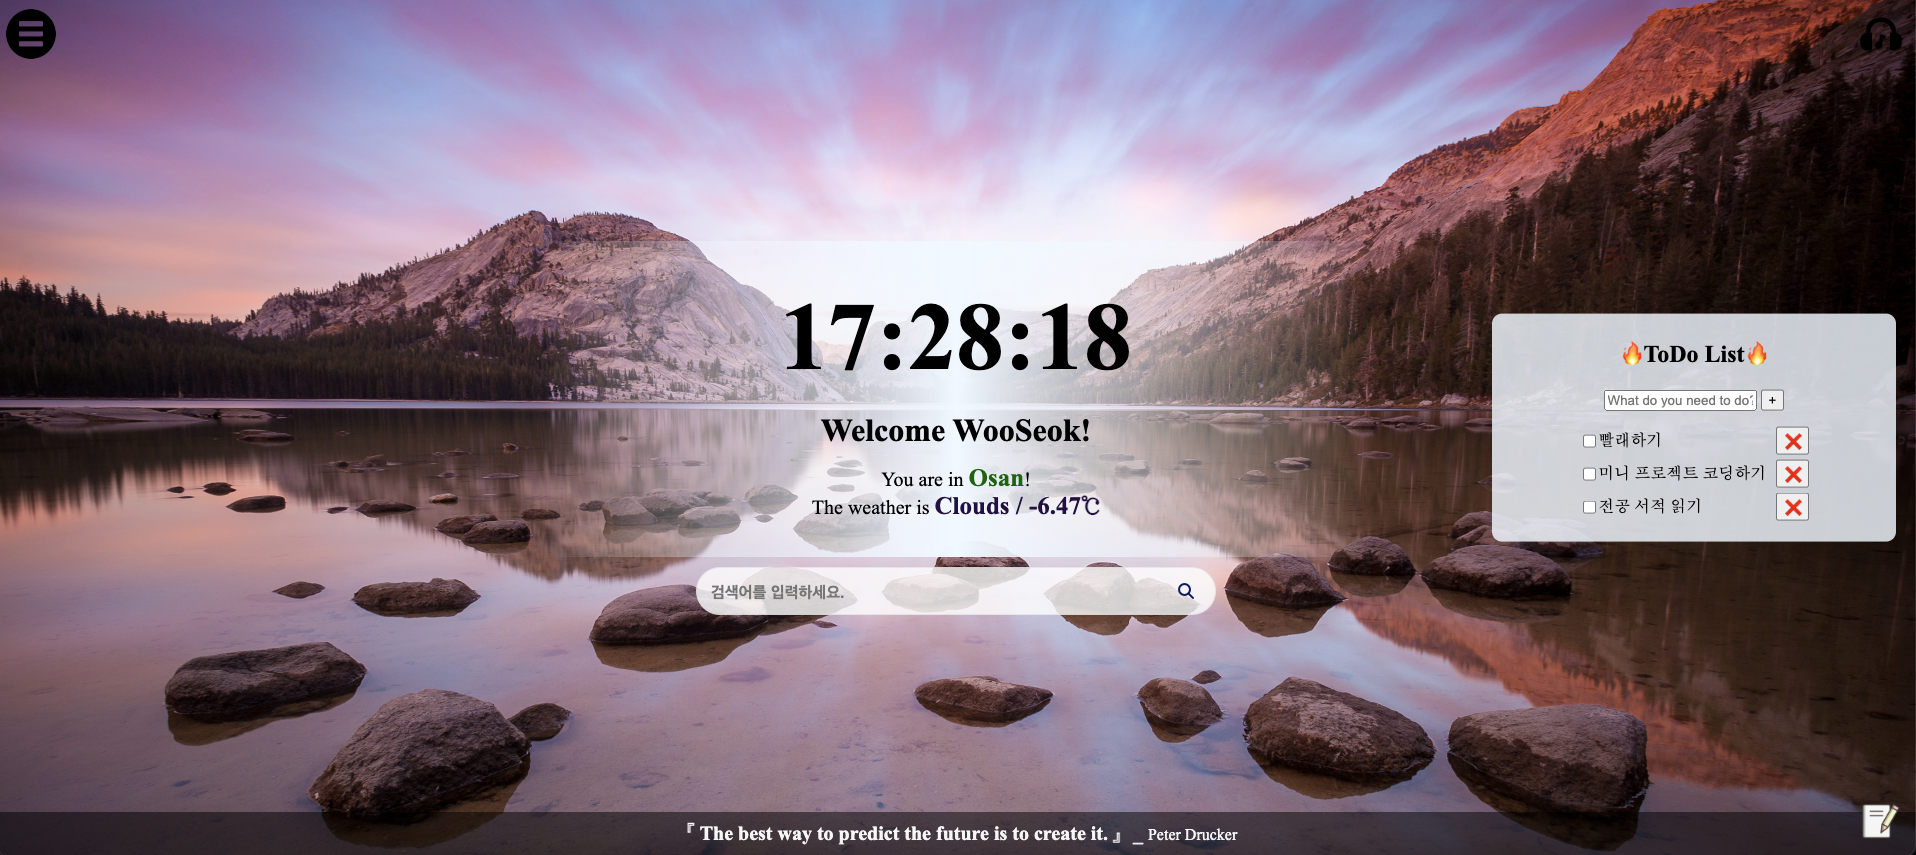 17:28:18
Welcome WooSeok!
You are in Osan!
The weather is Clouds / -6.47℃
검색어를 입력하세요.
🔥ToDo List🔥
What do you need to do?
+
빨래하기 ❌
미니 프로젝트 코딩하기 ❌
전공 서적 읽기 ❌
『 The best way to predict the future is to create it. 』 _ Peter Drucker